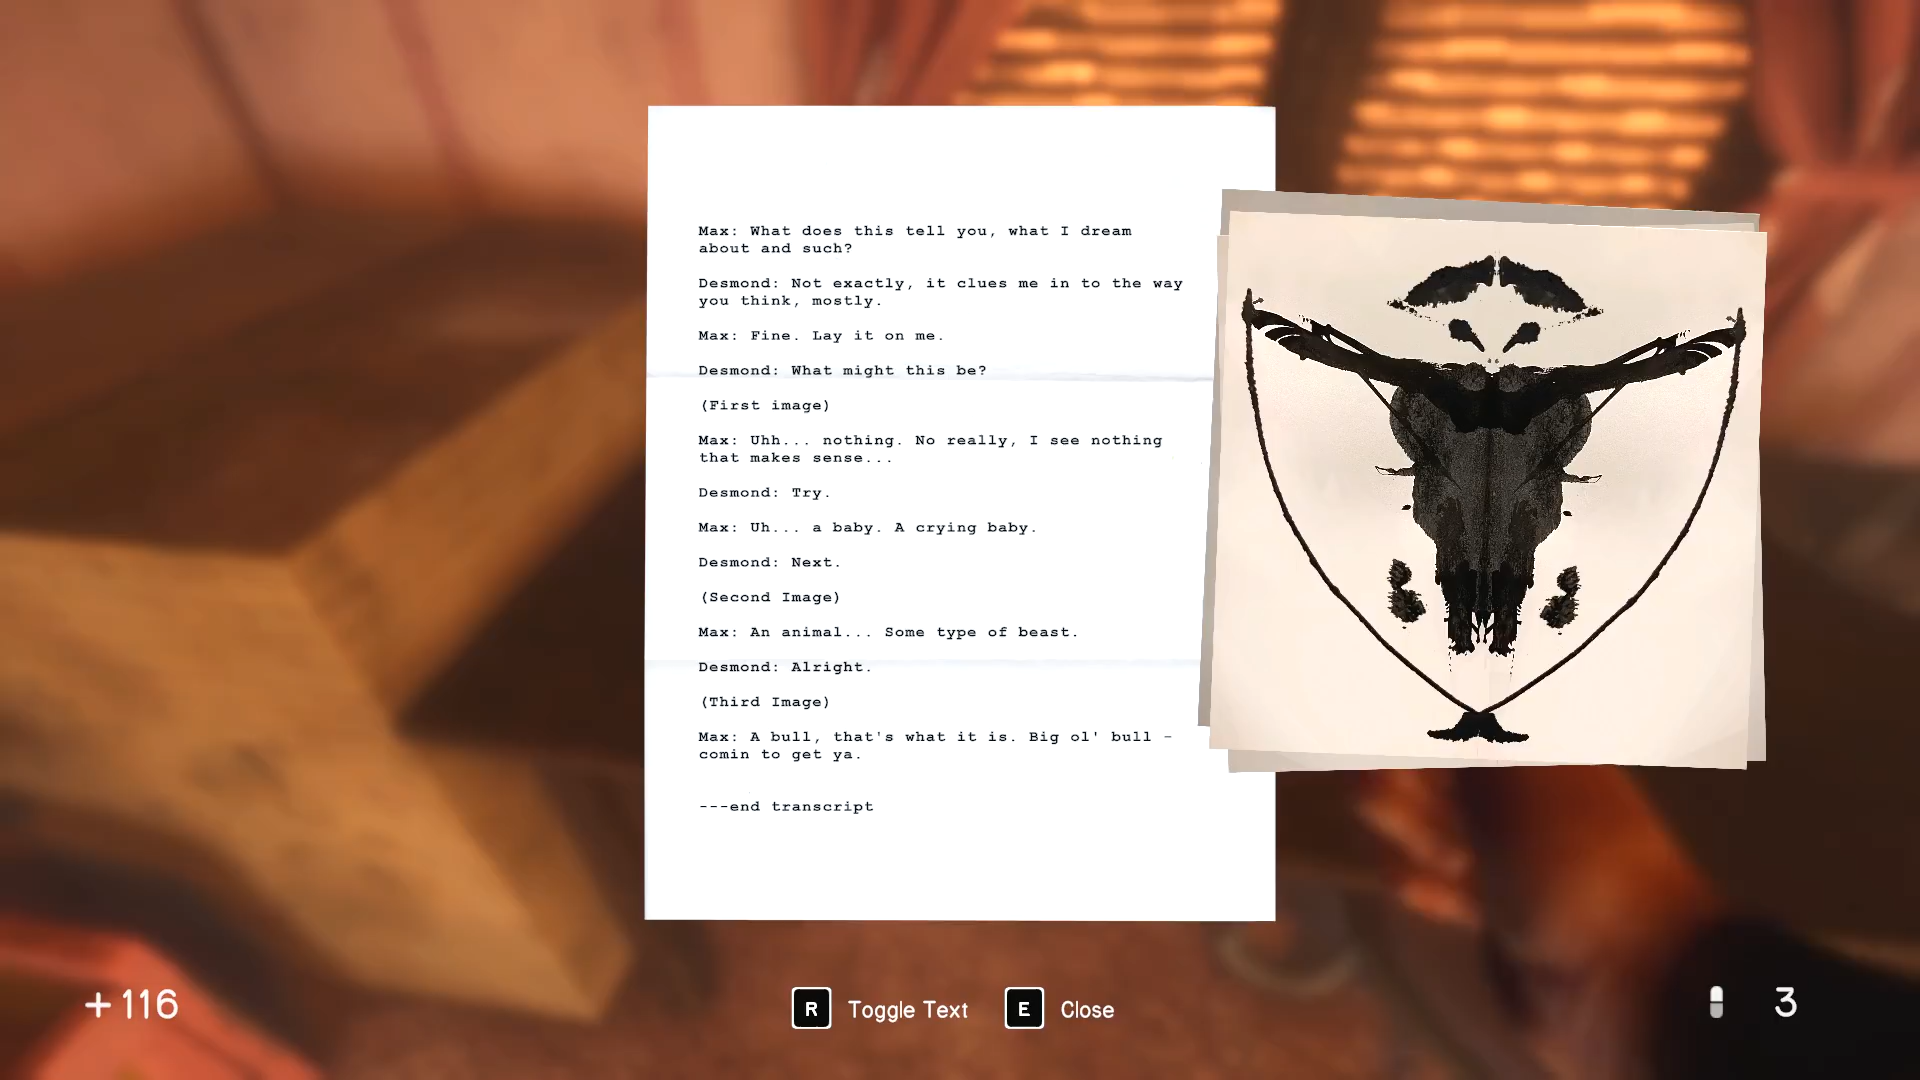 Max: What does this tell you, what I dream
about and such?
Desmond: Not exactly, it clues me in to the way
you think, mostly.
Max: Fine. Lay it on me.
Desmond: What might this be?
(First image)
Max: Uhh... nothing. No really, I see nothing
that makes sense...
Desmond: Try.
Max: Uh... a baby. A crying baby.
Desmond: Next.
(Second Image)
Max: An animal... Some type of beast.
Desmond: Alright.
(Third Image)
Max: A bull, that's what it is. Big ol' bull -
comin to get ya.
---end transcript
+116
R Toggle Text E Close
3